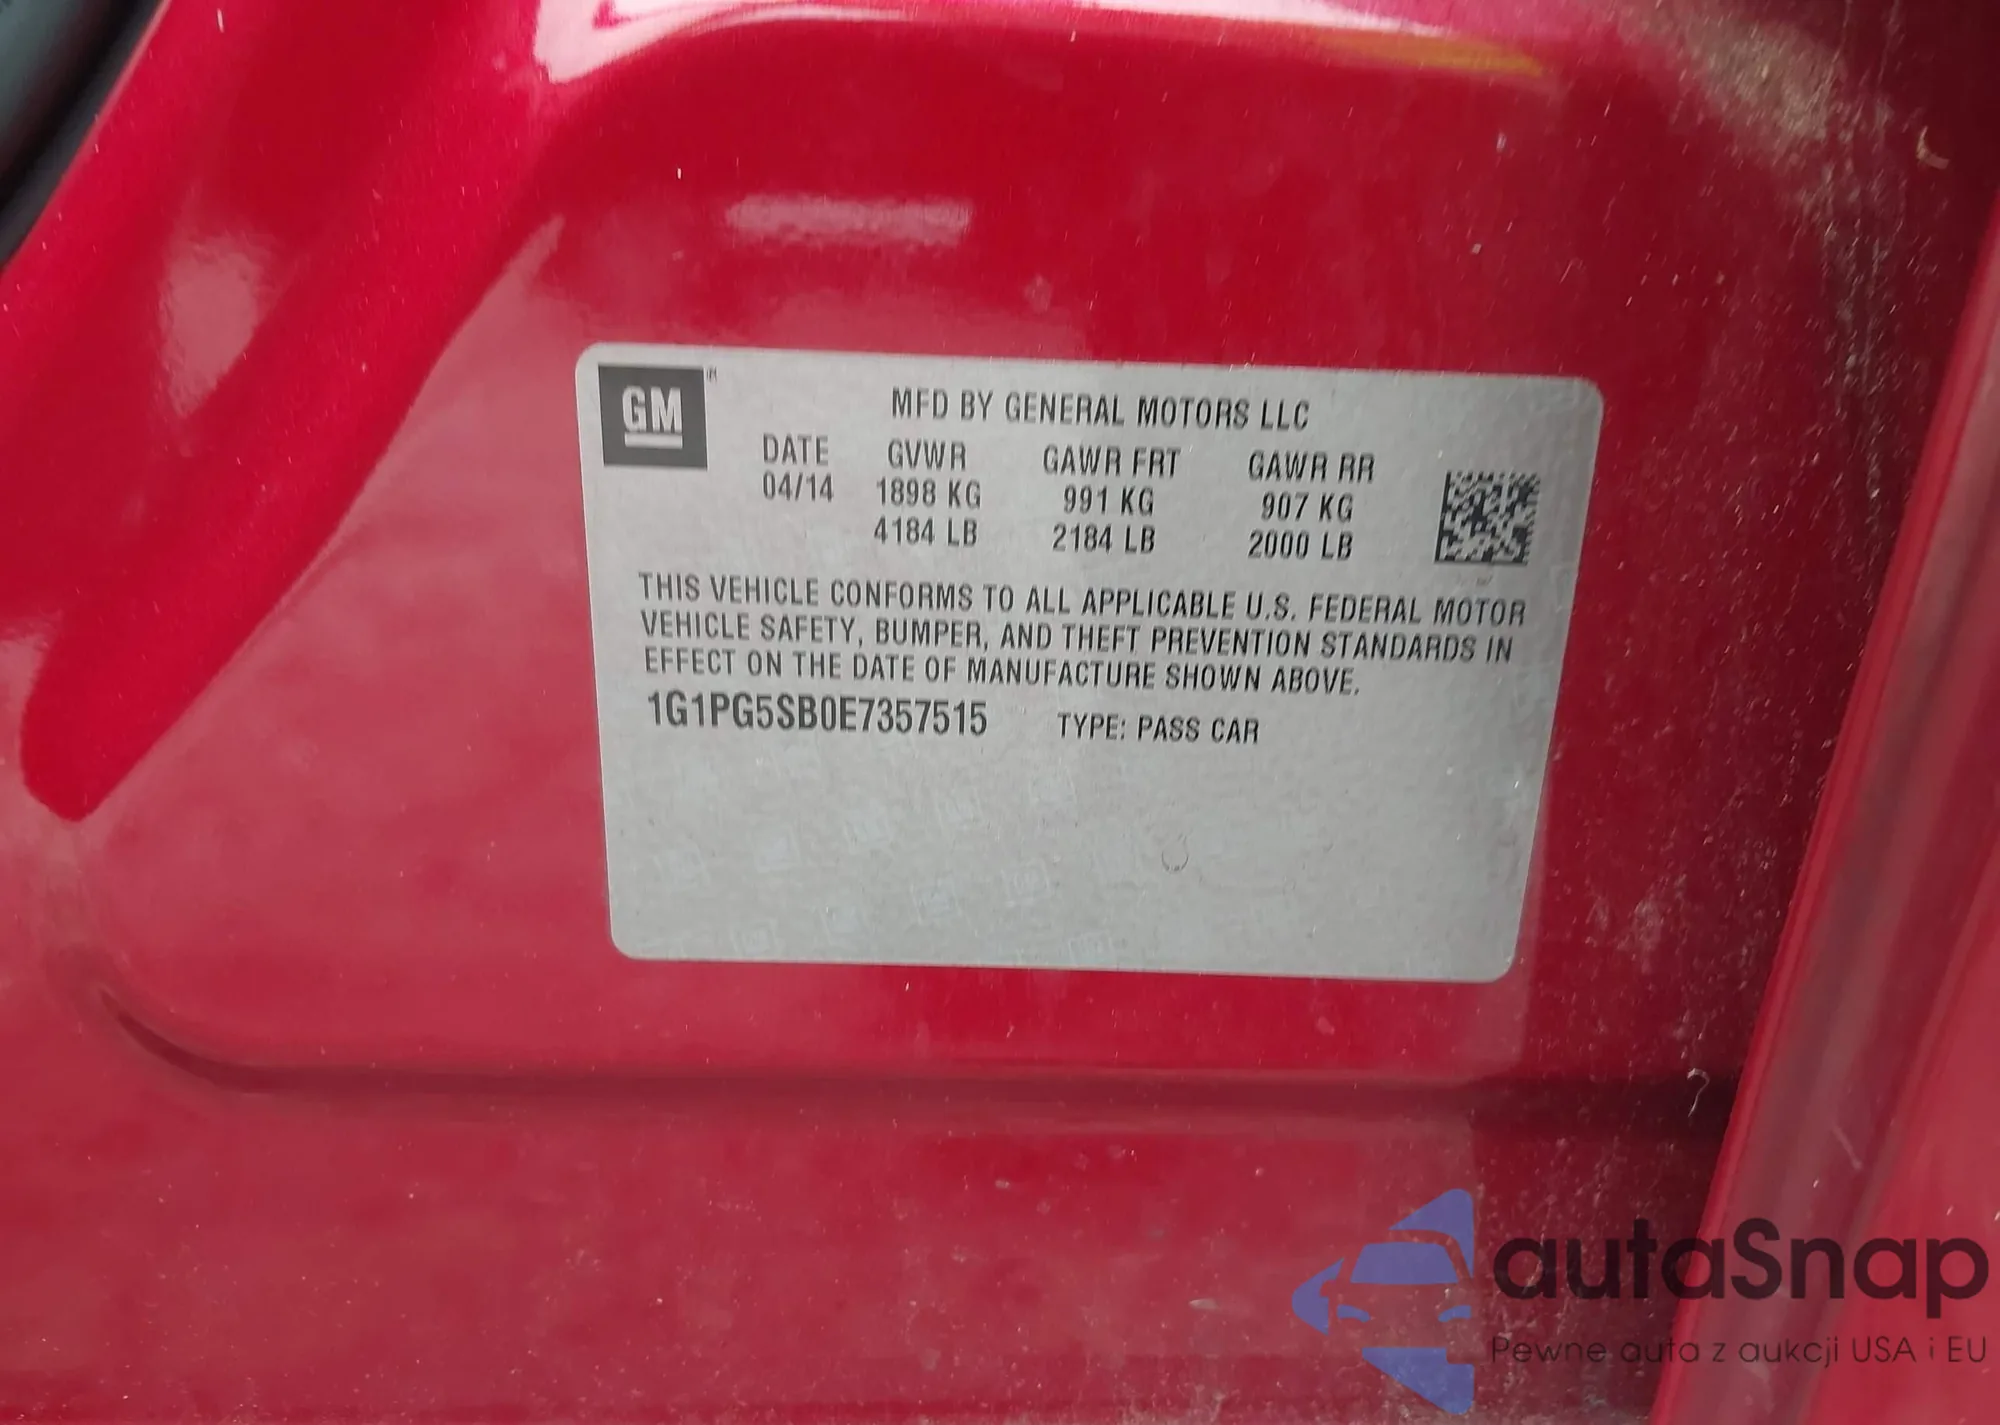 GM
MFD BY GENERAL MOTORS LLC
DATE GVWR GAWR FRT GAWR RR
04/14 1898 KG 991 KG 907 KG
4184 LB 2184 LB 2000 LB
THIS VEHICLE CONFORMS TO ALL APPLICABLE U.S. FEDERAL MOTOR
VEHICLE SAFETY, BUMPER, AND THEFT PREVENTION STANDARDS IN
EFFECT ON THE DATE OF MANUFACTURE SHOWN ABOVE.
1G1PG5SB0E7357515 TYPE: PASS CAR
autaSnap
Pewne auta z aukcji USA i EU